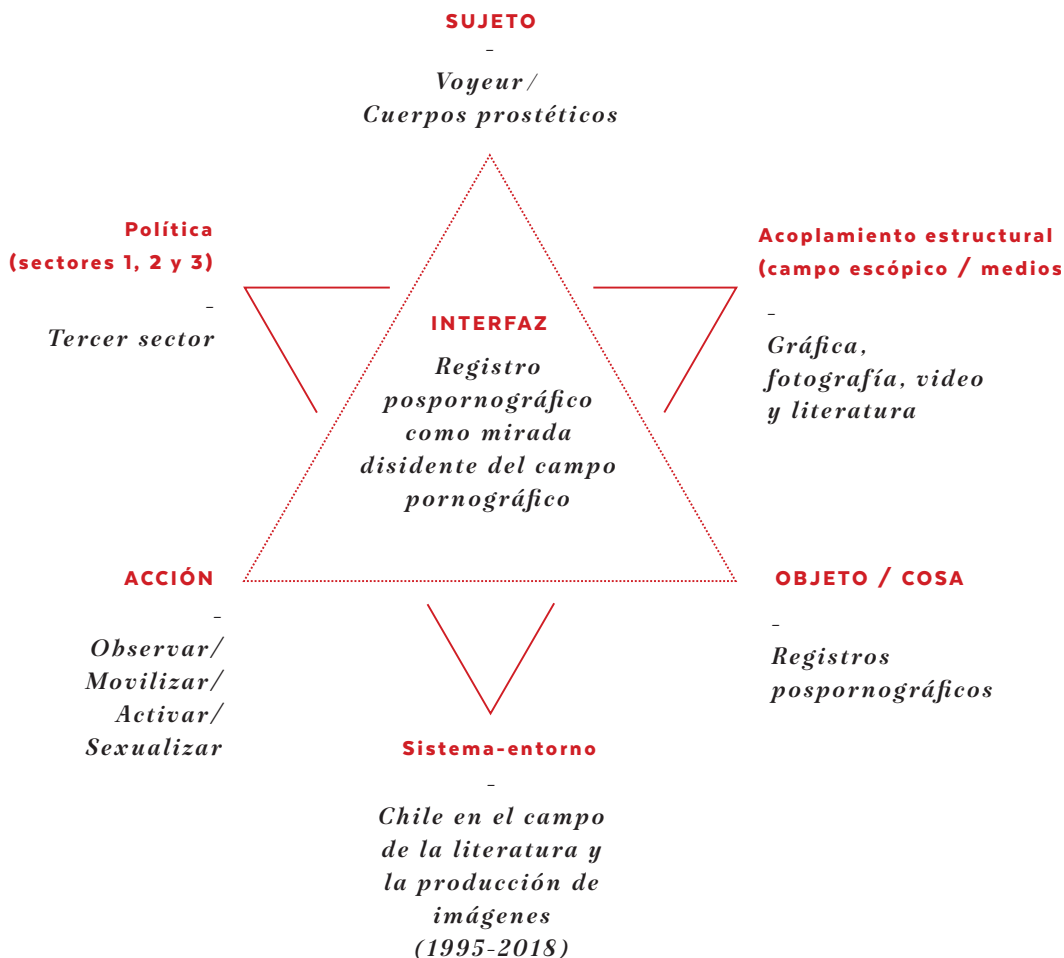 SUJETO
–
Voyeur/
Cuerpos prostéticos
Política
(sectores 1, 2 y 3)
–
Tercer sector
Acoplamiento estructural
(campo escópico / medios
–
Gráfica,
fotografía, video
y literatura
INTERFAZ
Registro
pospornográfico
como mirada
disidente del campo
pornográfico
ACCIÓN
–
Observar/
Movilizar/
Activar/
Sexualizar
OBJETO / COSA
–
Registros
pospornográficos
Sistema-entorno
–
Chile en el campo
de la literatura y
la producción de
imágenes
(1995-2018)